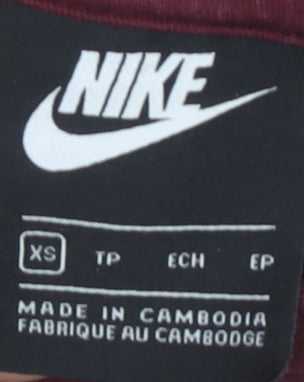 NIKE
XS TP ECH EP
MADE IN CAMBODIA
FABRIQUE AU CAMBODGE